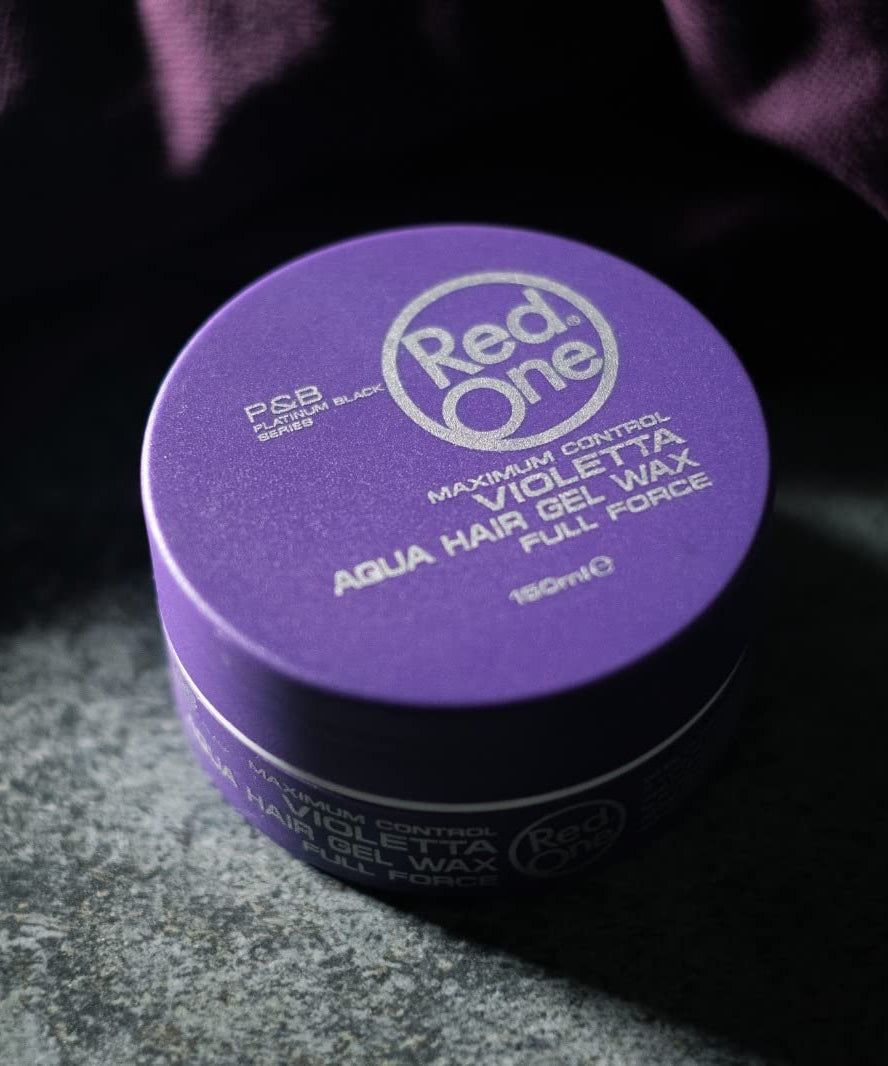 Red®
One
P&B
PLATINUM BLACK
SERIES
MAXIMUM CONTROL
VIOLETTA
AQUA HAIR GEL WAX
FULL FORCE
150ml e
MAXIMUM CONTROL
VIOLETTA
AQUA HAIR GEL WAX
FULL FORCE
Red
One